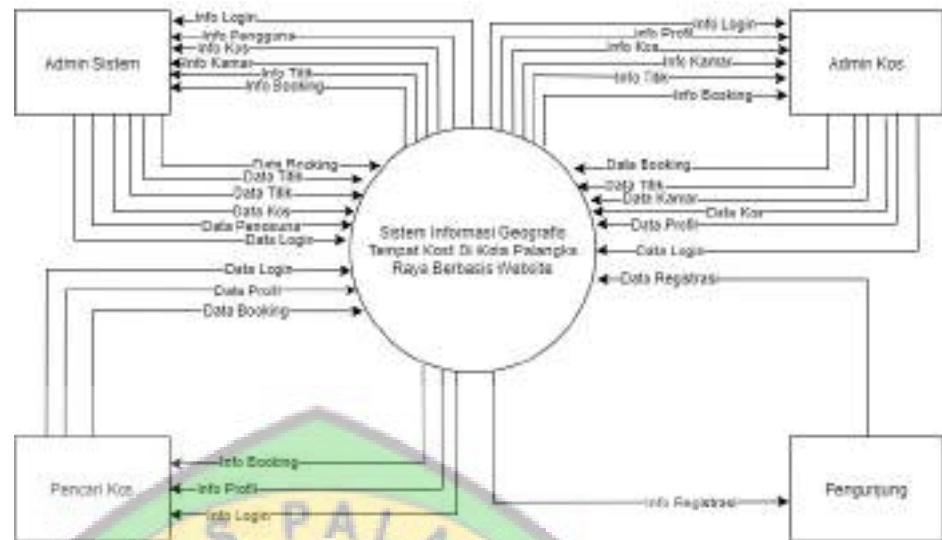 Info Login
Info Pengguna
Info Kos
Info Kamar
Info Titik
Info Booking
Admin Sistem
Info Login
Info Profil
Info Kos
Info Kamar
Info Titik
Info Booking
Admin Kos
Data Booking
Data Titik
Data Titik
Data Kos
Data Pengguna
Data Login
Data Booking
Data Titik
Data Kamar
Data Kos
Data Profil
Data Login
Sistem Informasi Geografis
Tempat Kost Di Kota Palangka
Raya Berbasis Website
Data Login
Data Profil
Data Booking
Data Registrasi
Info Booking
Info Profil
Info Login
Pencari Kos
Info Registrasi
Pengunjung
S PALA